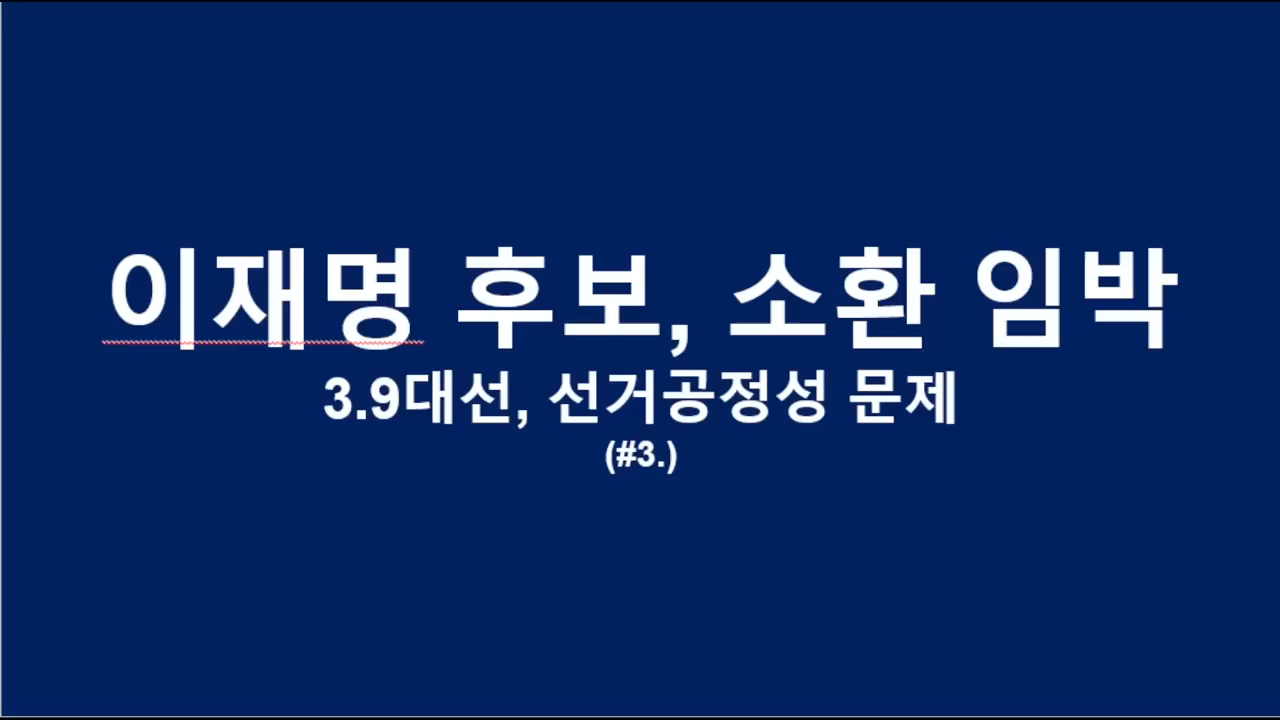 이재명 후보, 소환 임박
3.9대선, 선거공정성 문제
(#3.)